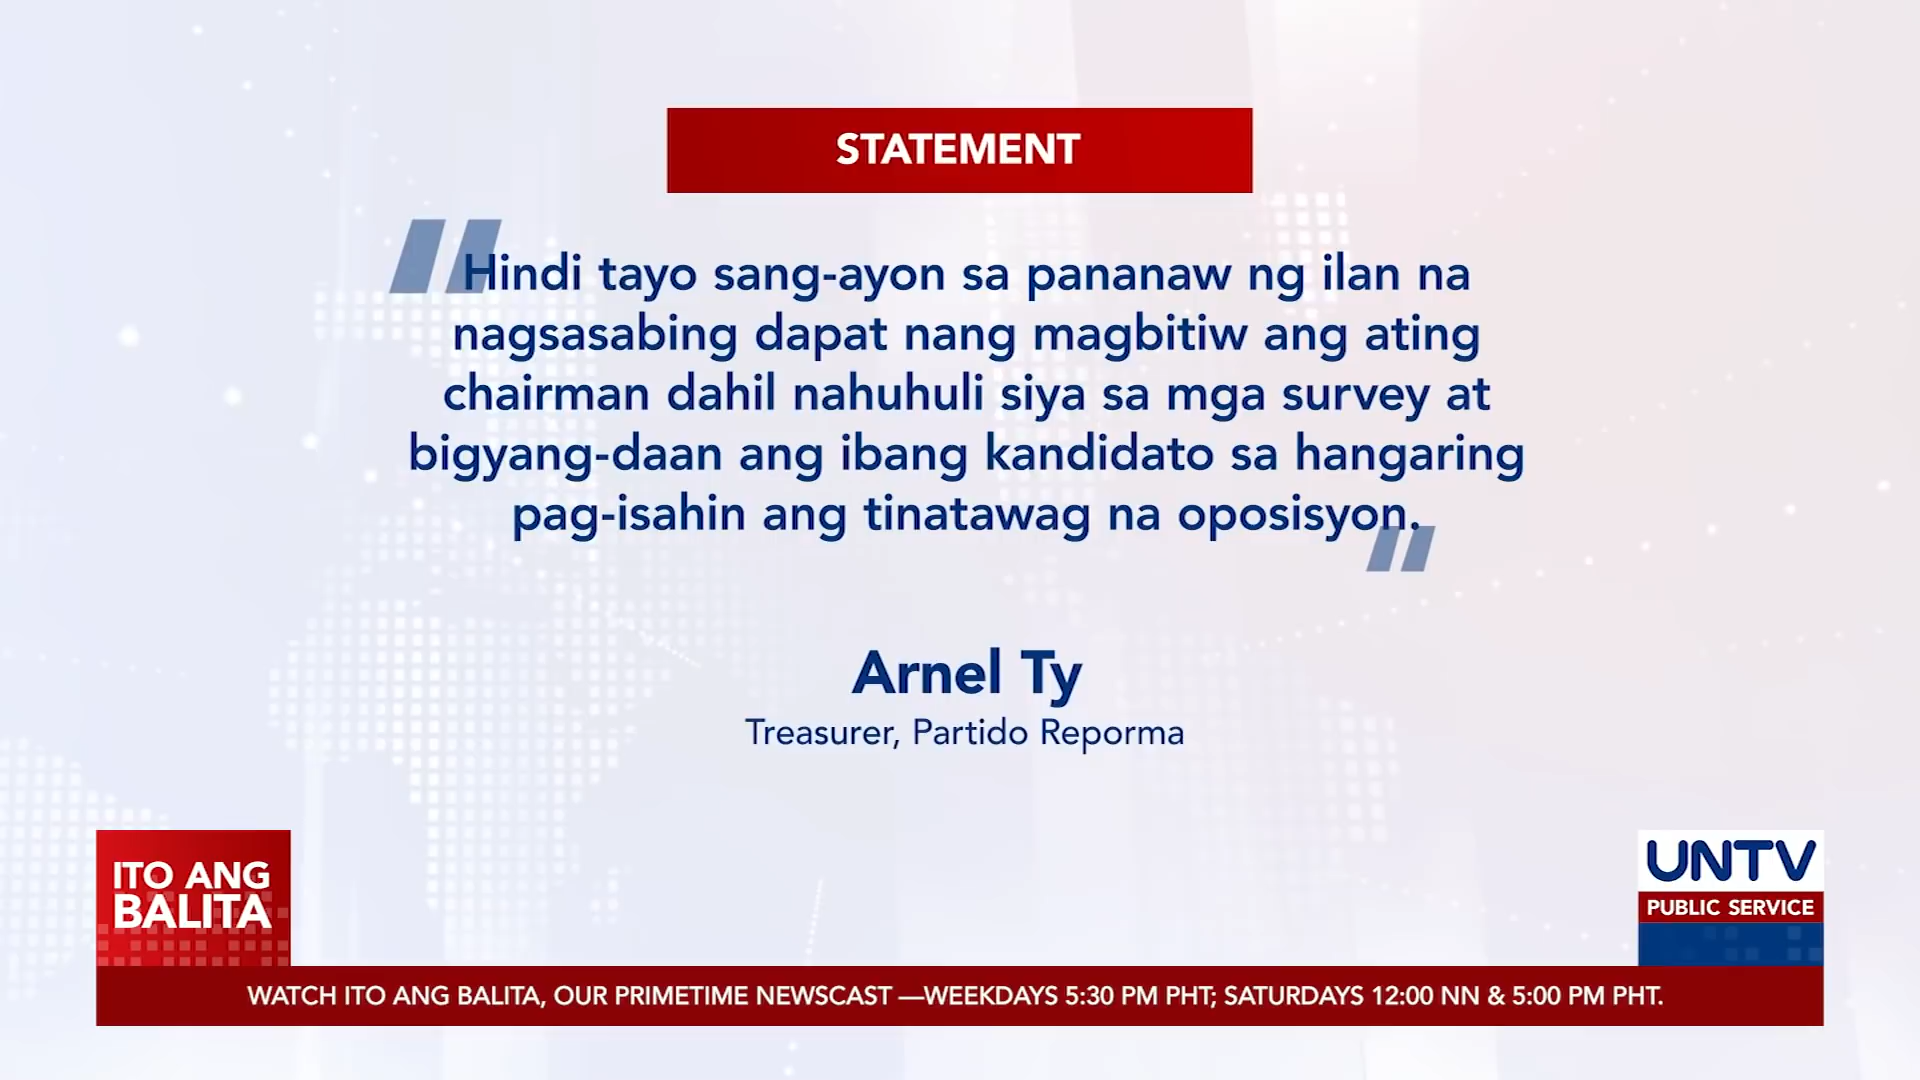 STATEMENT
"Hindi tayo sang-ayon sa pananaw ng ilan na
nagsasabing dapat nang magbitiw ang ating
chairman dahil nahuhuli siya sa mga survey at
bigyang-daan ang ibang kandidato sa hangaring
pag-isahin ang tinatawag na oposisyon."
Arnel Ty
Treasurer, Partido Reporma
ITO ANG
BALITA
UNTV
PUBLIC SERVICE
WATCH ITO ANG BALITA, OUR PRIMETIME NEWSCAST —WEEKDAYS 5:30 PM PHT; SATURDAYS 12:00 NN & 5:00 PM PHT.